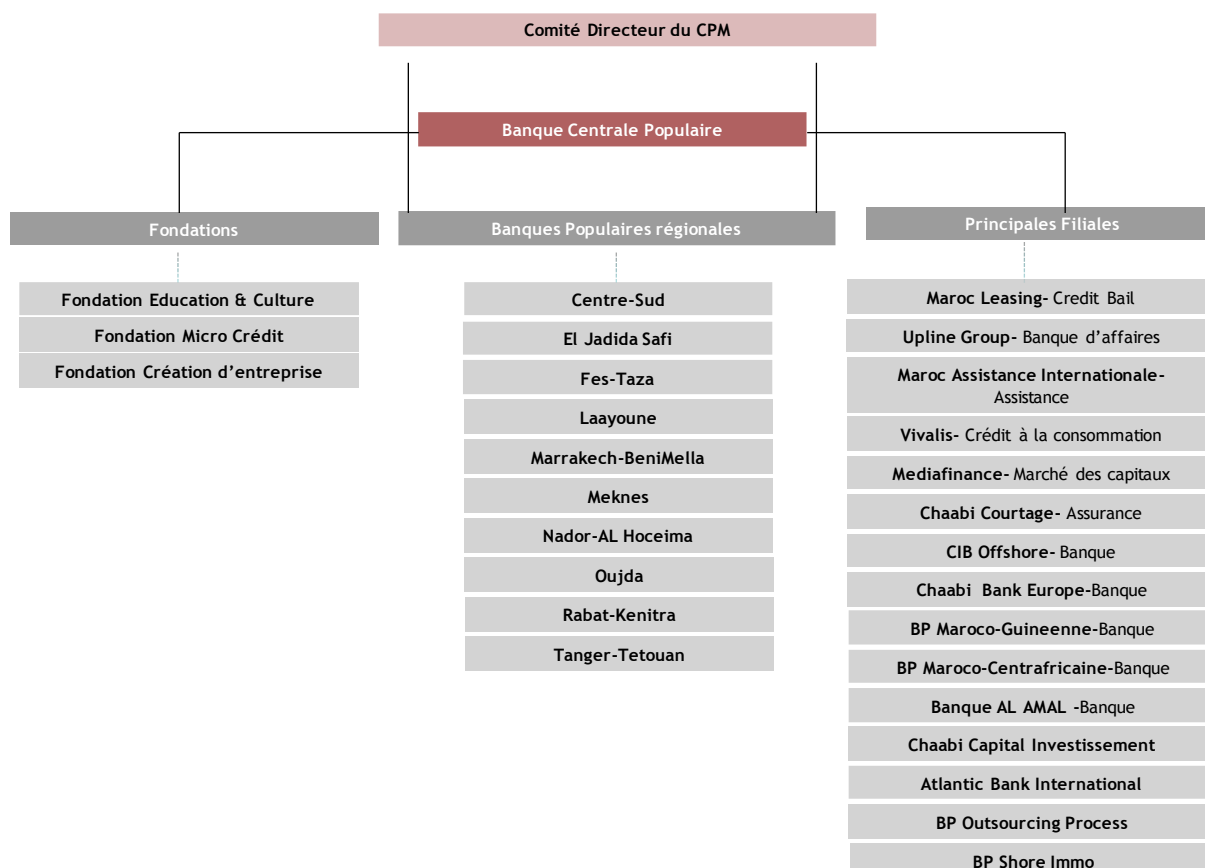 Comité Directeur du CPM
Banque Centrale Populaire
Fondations
Fondation Education & Culture
Fondation Micro Crédit
Fondation Création d'entreprise
Banques Populaires régionales
Centre-Sud
El Jadida Safi
Fes-Taza
Laayoune
Marrakech-BeniMella
Meknes
Nador-AL Hoceima
Oujda
Rabat-Kenitra
Tanger-Tetouan
Principales Filiales
Maroc Leasing- Credit Bail
Upline Group- Banque d'affaires
Maroc Assistance Internationale-
Assistance
Vivalis- Crédit à la consommation
Mediafinance- Marché des capitaux
Chaabi Courtage- Assurance
CIB Offshore- Banque
Chaabi Bank Europe-Banque
BP Maroco-Guineenne-Banque
BP Maroco-Centrafricaine-Banque
Banque AL AMAL -Banque
Chaabi Capital Investissement
Atlantic Bank International
BP Outsourcing Process
BP Shore Immo